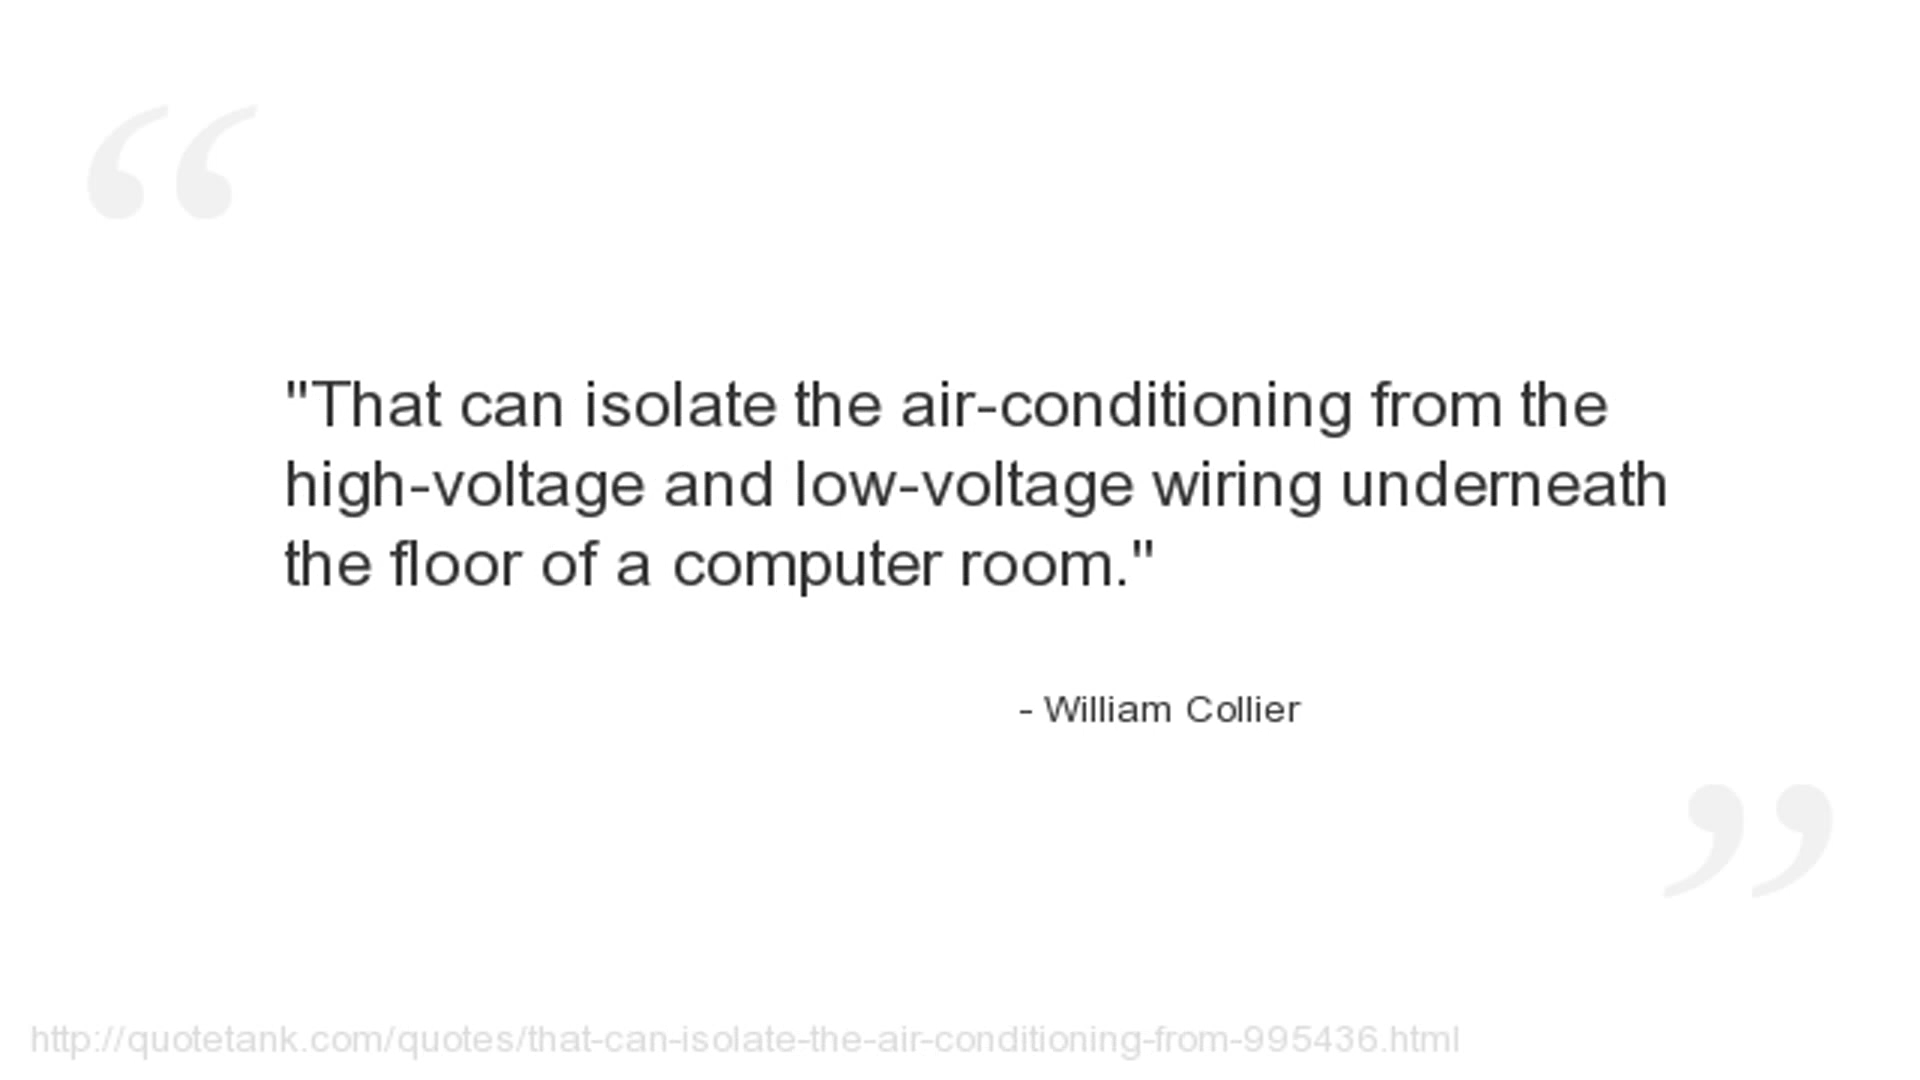 “
"That can isolate the air-conditioning from the
high-voltage and low-voltage wiring underneath
the floor of a computer room."
- William Collier
”
http://quotetank.com/quotes/that-can-isolate-the-air-conditioning-from-995436.html